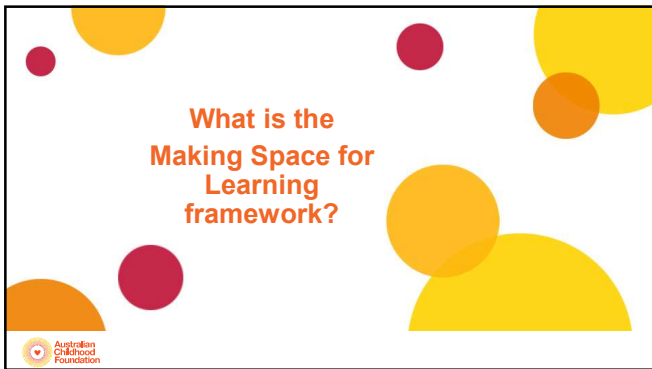 What is the
Making Space for
Learning
framework?
Australian
Childhood
Foundation